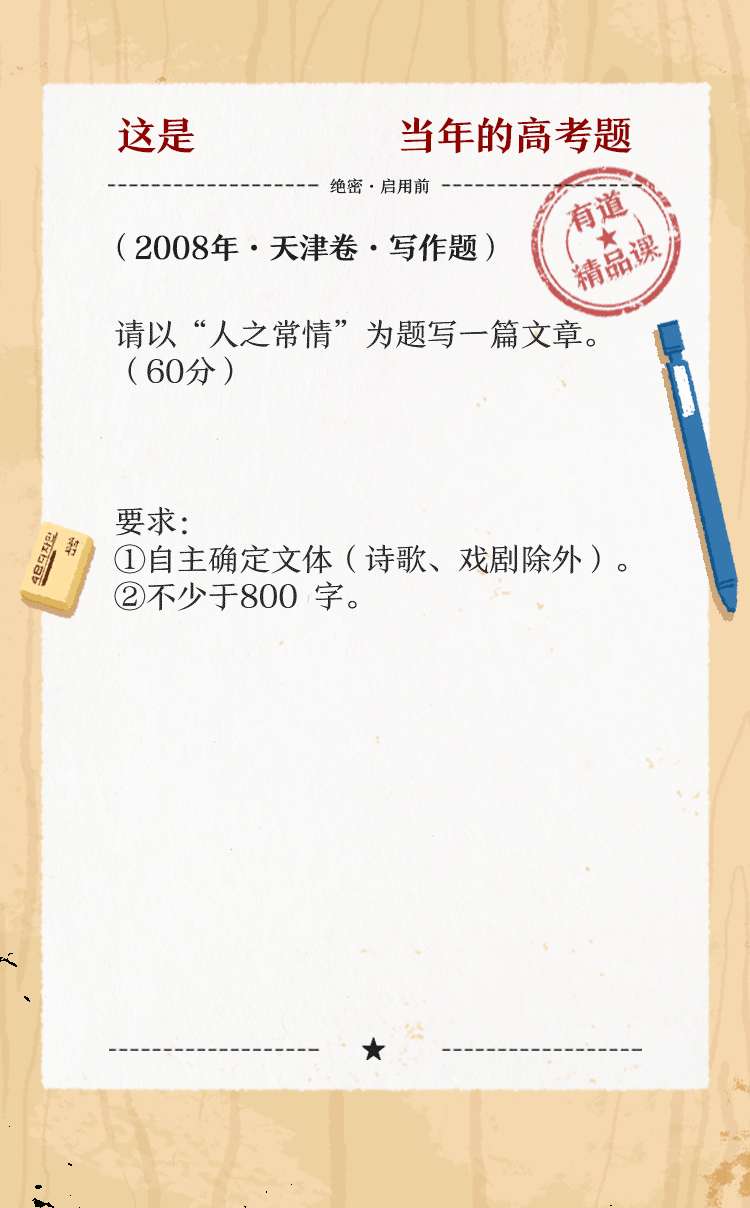 这是 当年的高考题
绝密·启用前
有道
精品课
（2008年·天津卷·写作题）
请以“人之常情”为题写一篇文章。
（60分）
要求：
①自主确定文体（诗歌、戏剧除外）。
②不少于800 字。